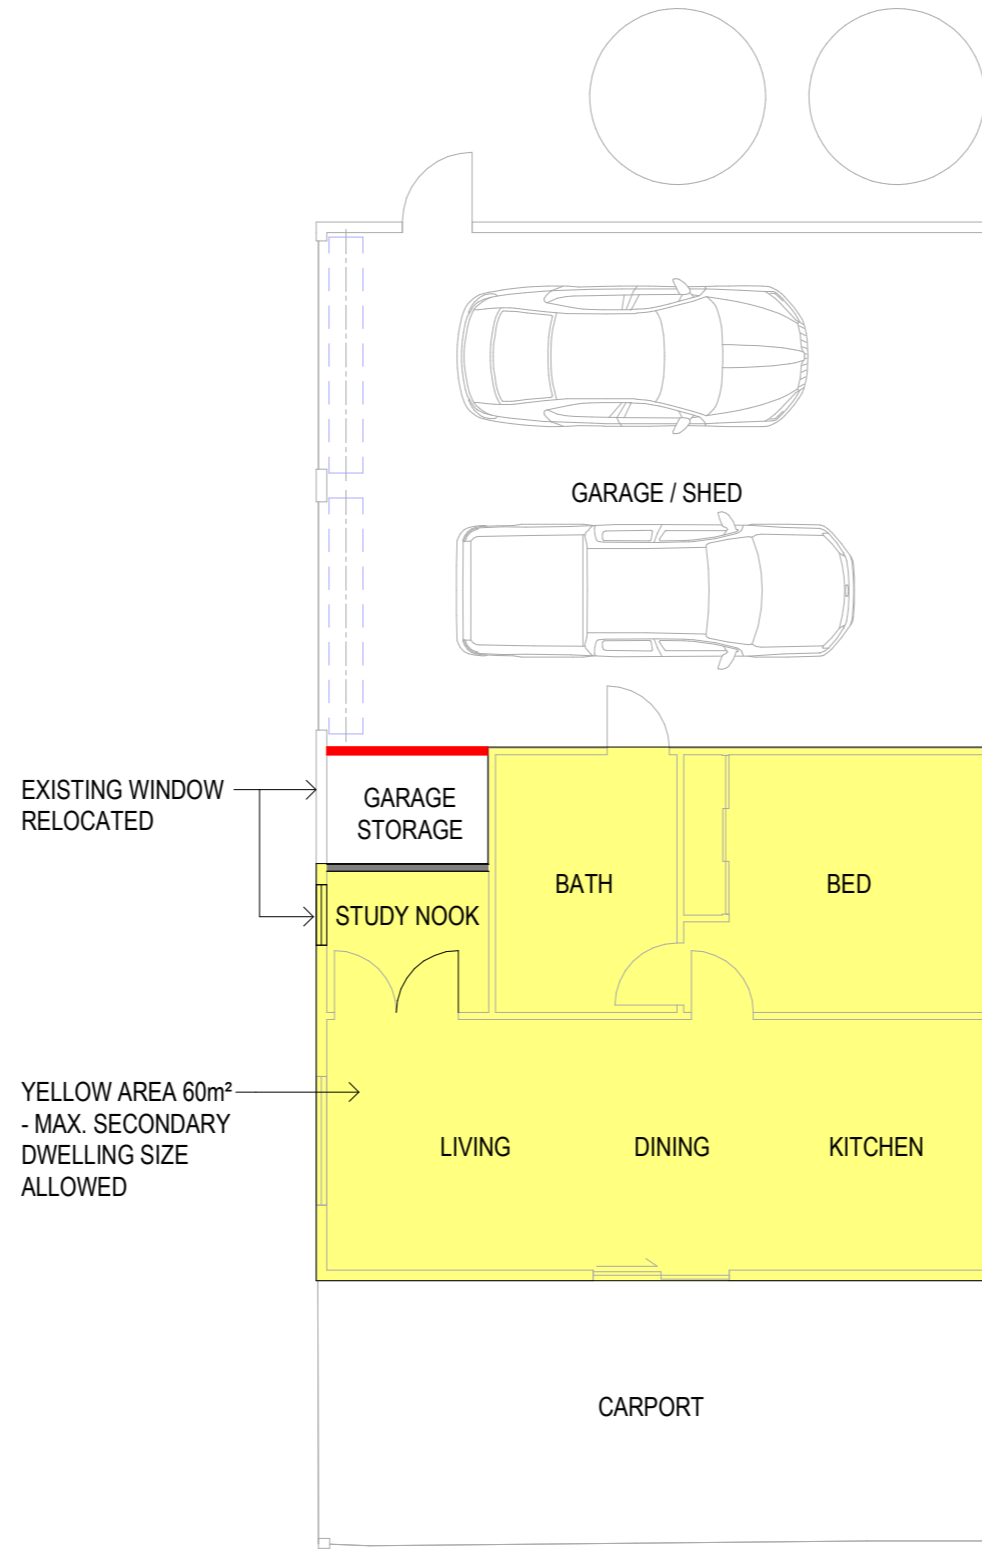 GARAGE / SHED
EXISTING WINDOW
RELOCATED
GARAGE
STORAGE
BATH
BED
STUDY NOOK
YELLOW AREA 60m²
- MAX. SECONDARY
DWELLING SIZE
ALLOWED
LIVING
DINING
KITCHEN
CARPORT